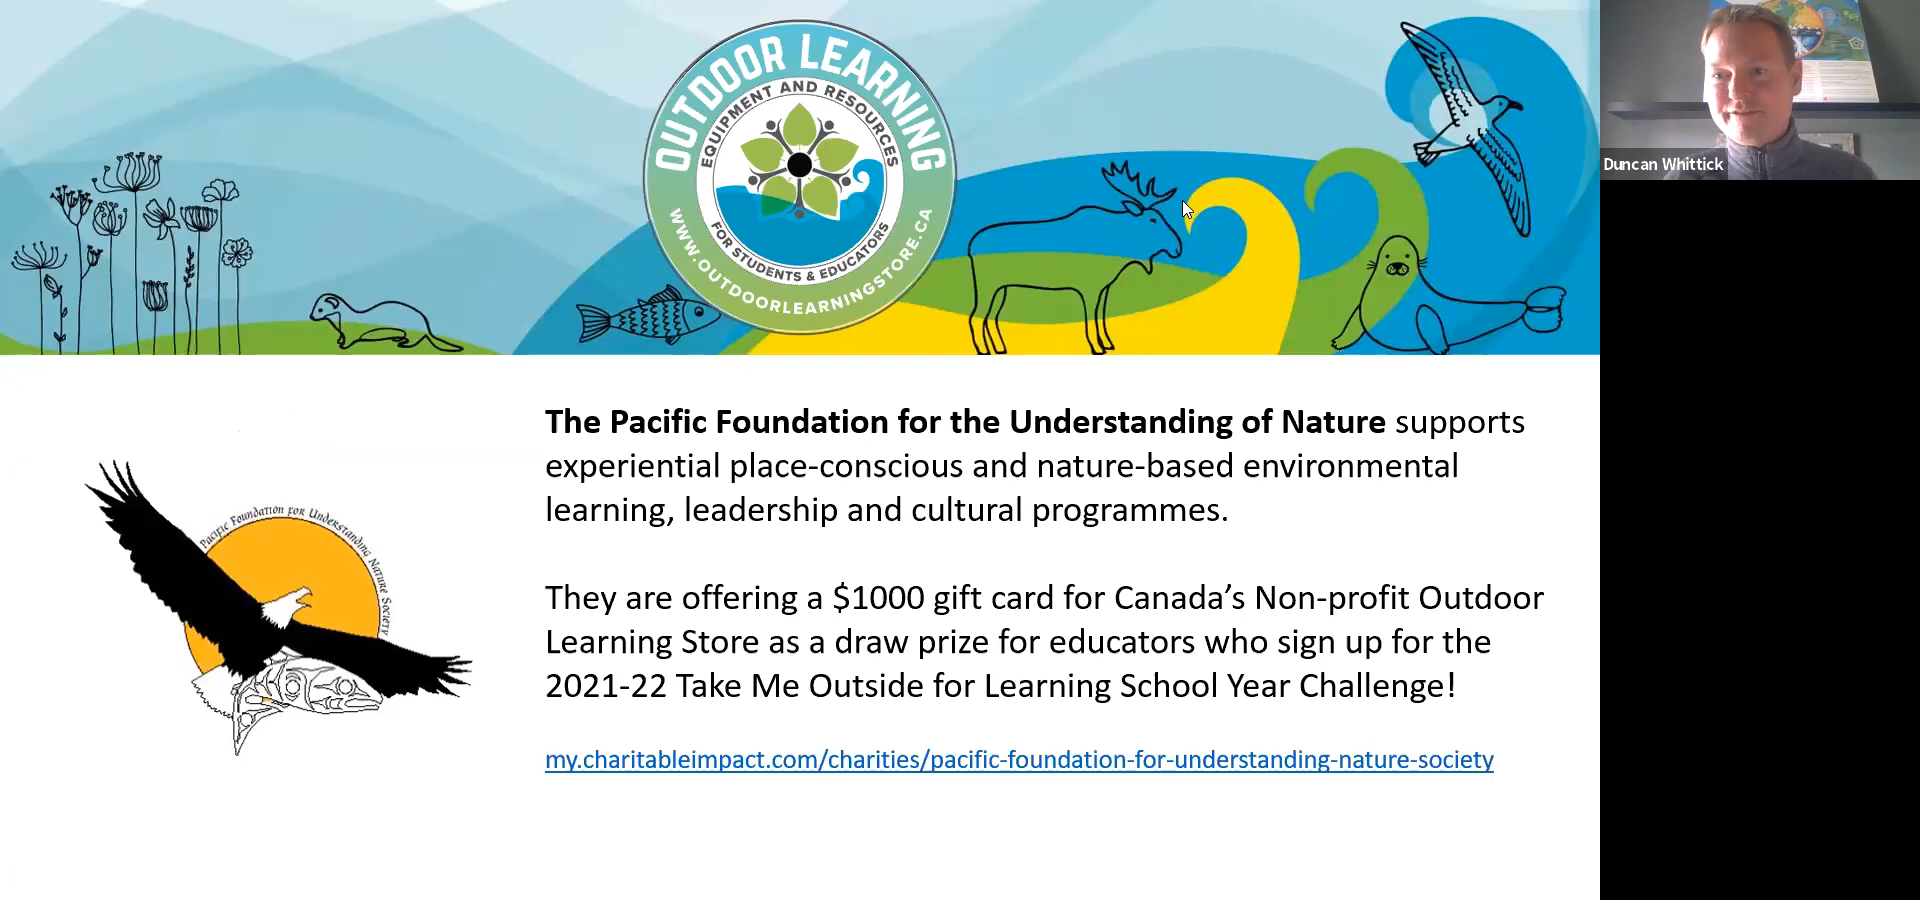 OUTDOOR LEARNING
EQUIPMENT AND RESOURCES
FOR STUDENTS & EDUCATORS
WWW.OUTDOORLEARNINGSTORE.CA
Duncan Whittick
The Pacific Foundation for the Understanding of Nature supports
experiential place-conscious and nature-based environmental
learning, leadership and cultural programmes.
Pacific Foundation for Understanding Nature Society
They are offering a $1000 gift card for Canada’s Non-profit Outdoor
Learning Store as a draw prize for educators who sign up for the
2021-22 Take Me Outside for Learning School Year Challenge!
my.charitableimpact.com/charities/pacific-foundation-for-understanding-nature-society